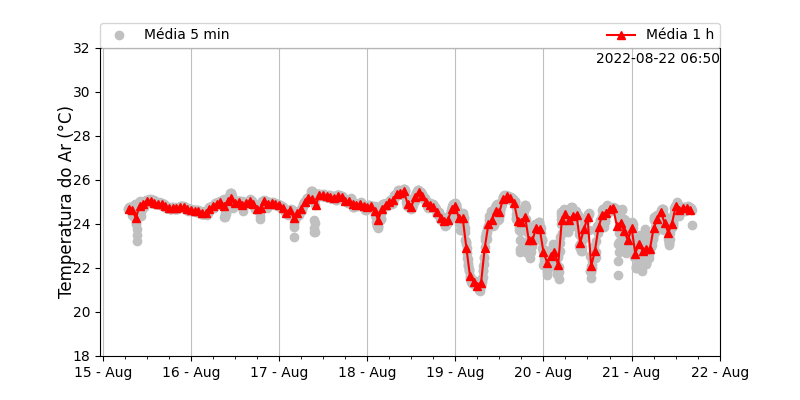 Média 5 min
Média 1 h
2022-08-22 06:50
Temperatura do Ar (°C)
32
30
28
26
24
22
20
18
15 - Aug
16 - Aug
17 - Aug
18 - Aug
19 - Aug
20 - Aug
21 - Aug
22 - Aug